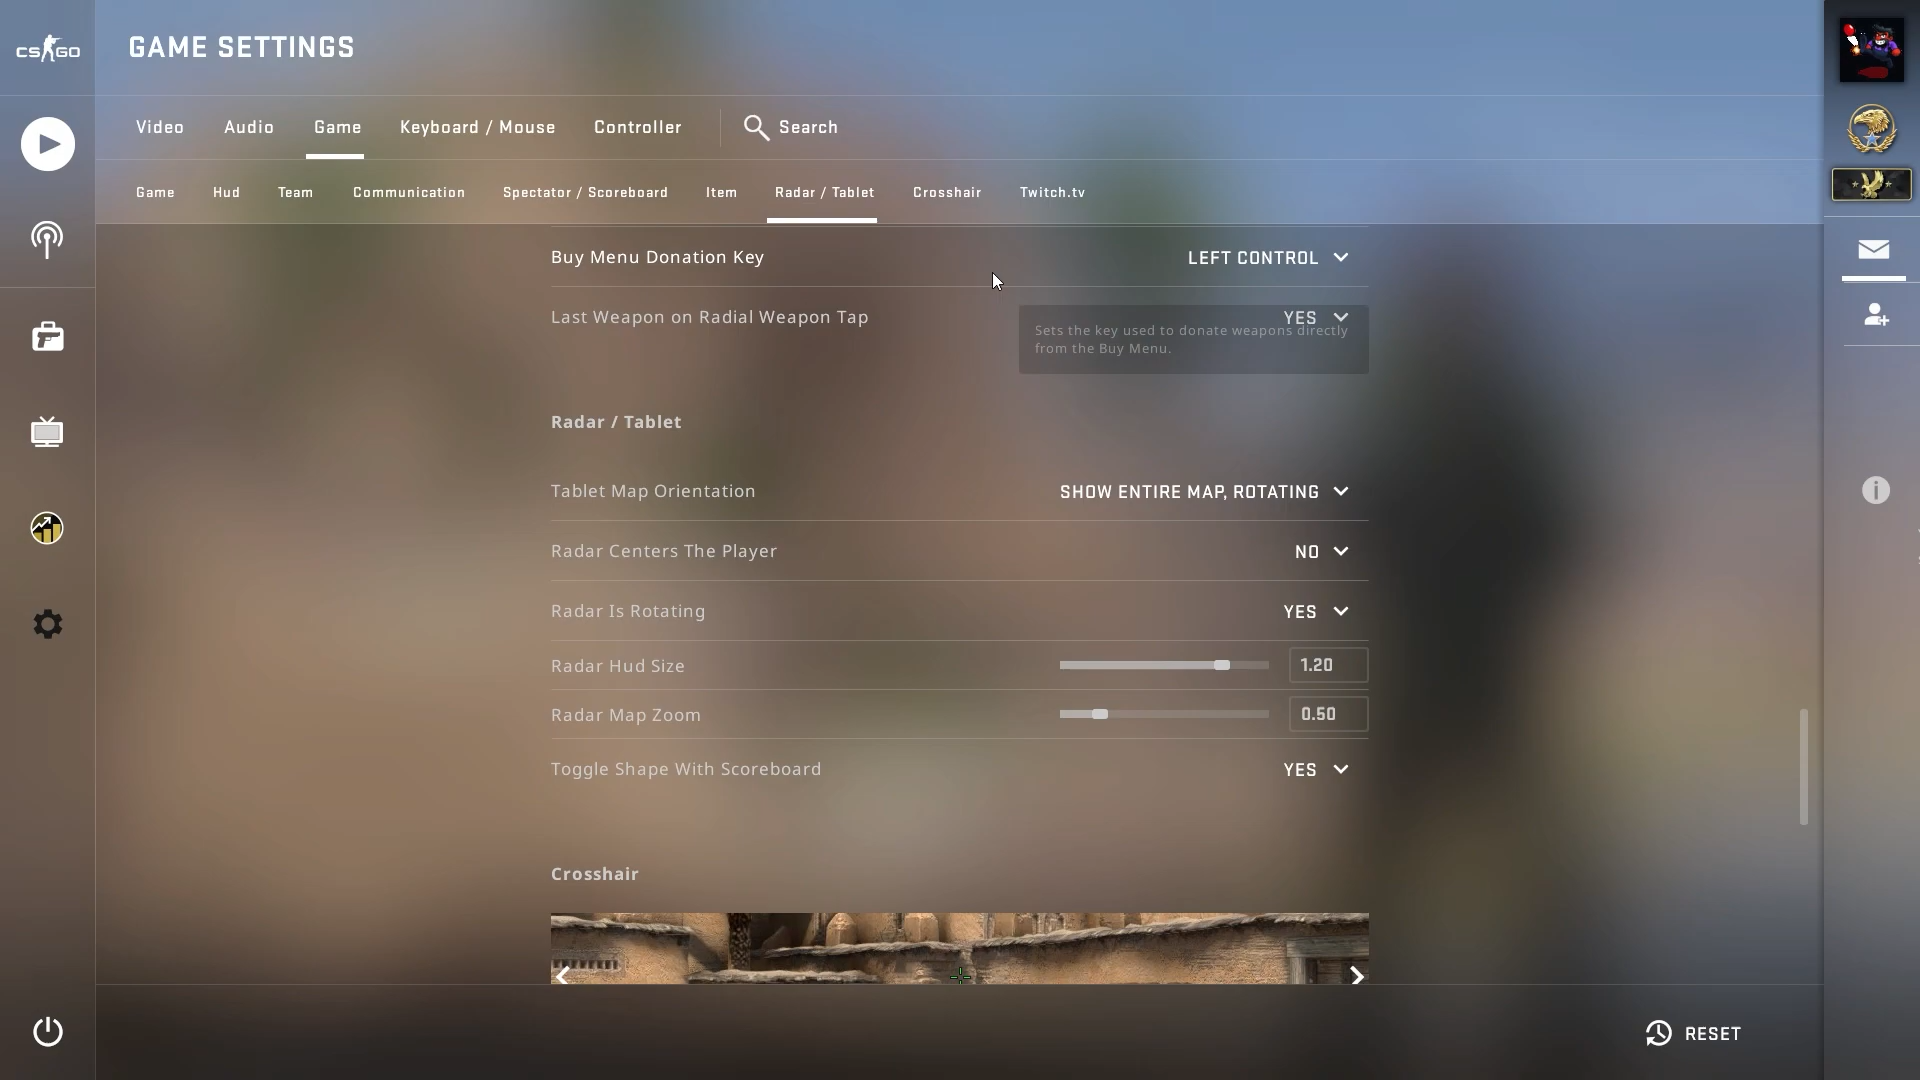 CS GO
GAME SETTINGS
Video Audio Game Keyboard / Mouse Controller Search
Game Hud Team Communication Spectator / Scoreboard Item Radar / Tablet Crosshair Twitch.tv
Buy Menu Donation Key LEFT CONTROL
Last Weapon on Radial Weapon Tap YES
Sets the key used to donate weapons directly
from the Buy Menu.
Radar / Tablet
Tablet Map Orientation SHOW ENTIRE MAP, ROTATING
Radar Centers The Player NO
Radar Is Rotating YES
Radar Hud Size 1.20
Radar Map Zoom 0.50
Toggle Shape With Scoreboard YES
Crosshair
RESET